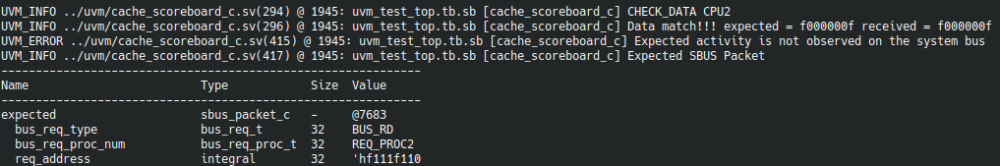 UVM_INFO ../uvm/cache_scoreboard_c.sv(294) @ 1945: uvm_test_top.tb.sb [cache_scoreboard_c] CHECK_DATA CPU2
UVM_INFO ../uvm/cache_scoreboard_c.sv(296) @ 1945: uvm_test_top.tb.sb [cache_scoreboard_c] Data match!!! expected = f000000f received = f000000f
UVM_ERROR ../uvm/cache_scoreboard_c.sv(415) @ 1945: uvm_test_top.tb.sb [cache_scoreboard_c] Expected activity is not observed on the system bus
UVM_INFO ../uvm/cache_scoreboard_c.sv(417) @ 1945: uvm_test_top.tb.sb [cache_scoreboard_c] Expected SBUS Packet
-------------------------------------------------------------
Name                         Type            Size  Value
-------------------------------------------------------------
expected                     sbus_packet_c   -     @7683
  bus_req_type               bus_req_t       32    BUS_RD
  bus_req_proc_num           bus_req_proc_t  32    REQ_PROC2
  req_address                integral        32    'hf111f110